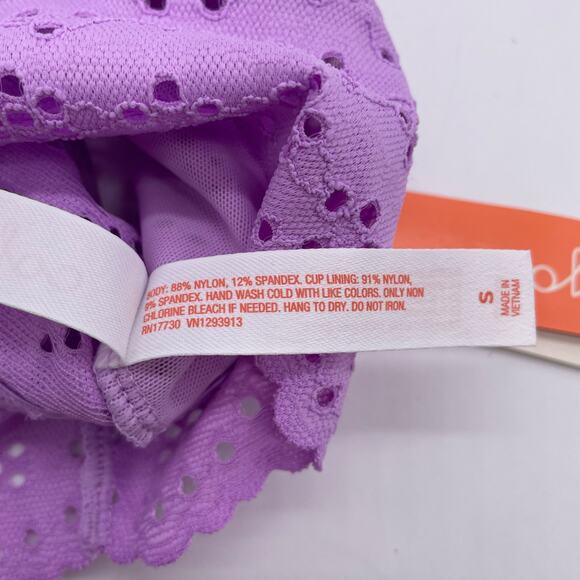 BODY: 88% NYLON, 12% SPANDEX. CUP LINING: 91% NYLON,
9% SPANDEX. HAND WASH COLD WITH LIKE COLORS. ONLY NON
CHLORINE BLEACH IF NEEDED. HANG TO DRY. DO NOT IRON.
RN17730 VN1293913
S
MADE IN
VIETNAM